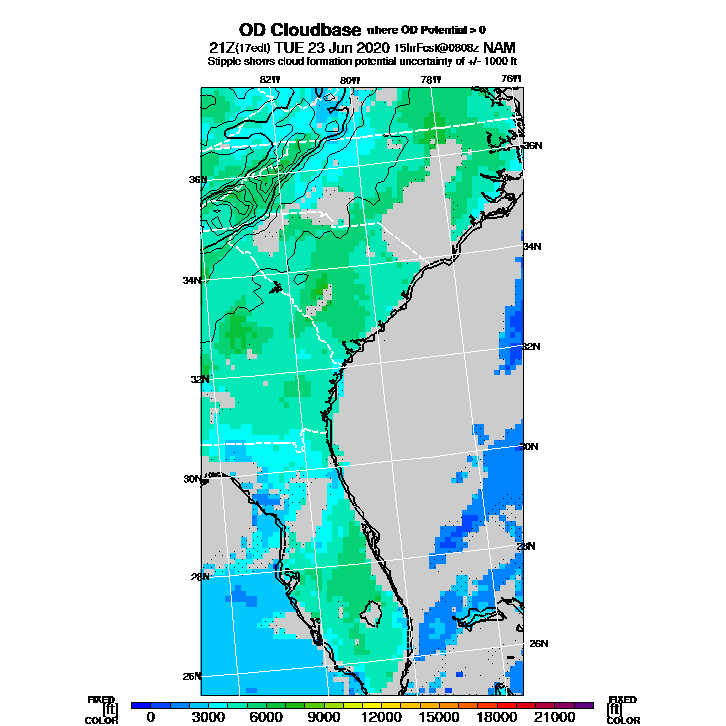 OD Cloudbase where OD Potential > 0
21Z(17edt) TUE 23 Jun 2020 15hrFcst@0808z NAM
Stipple shows cloud formation potential uncertainty of +/- 1000 ft
82W 80W 78W 76W
36N
36N
34N
34N
32N
32N
30N
30N
28N
28N
26N
26N
FIXED FIXED
[ft] 0 3000 6000 9000 12000 15000 18000 21000 [ft]
COLOR COLOR